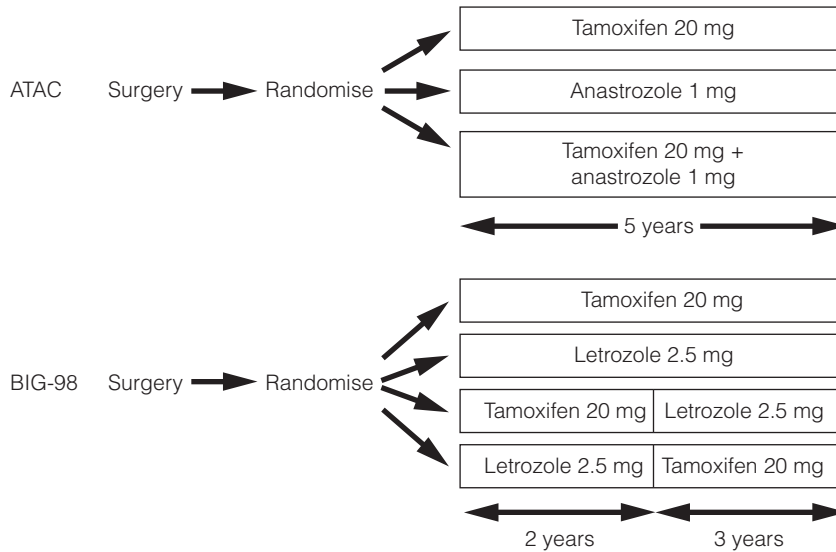 Tamoxifen 20 mg
ATAC Surgery Randomise Anastrozole 1 mg
Tamoxifen 20 mg +
anastrozole 1 mg
5 years
Tamoxifen 20 mg
Letrozole 2.5 mg
BIG-98 Surgery Randomise
Tamoxifen 20 mg Letrozole 2.5 mg
Letrozole 2.5 mg Tamoxifen 20 mg
2 years 3 years